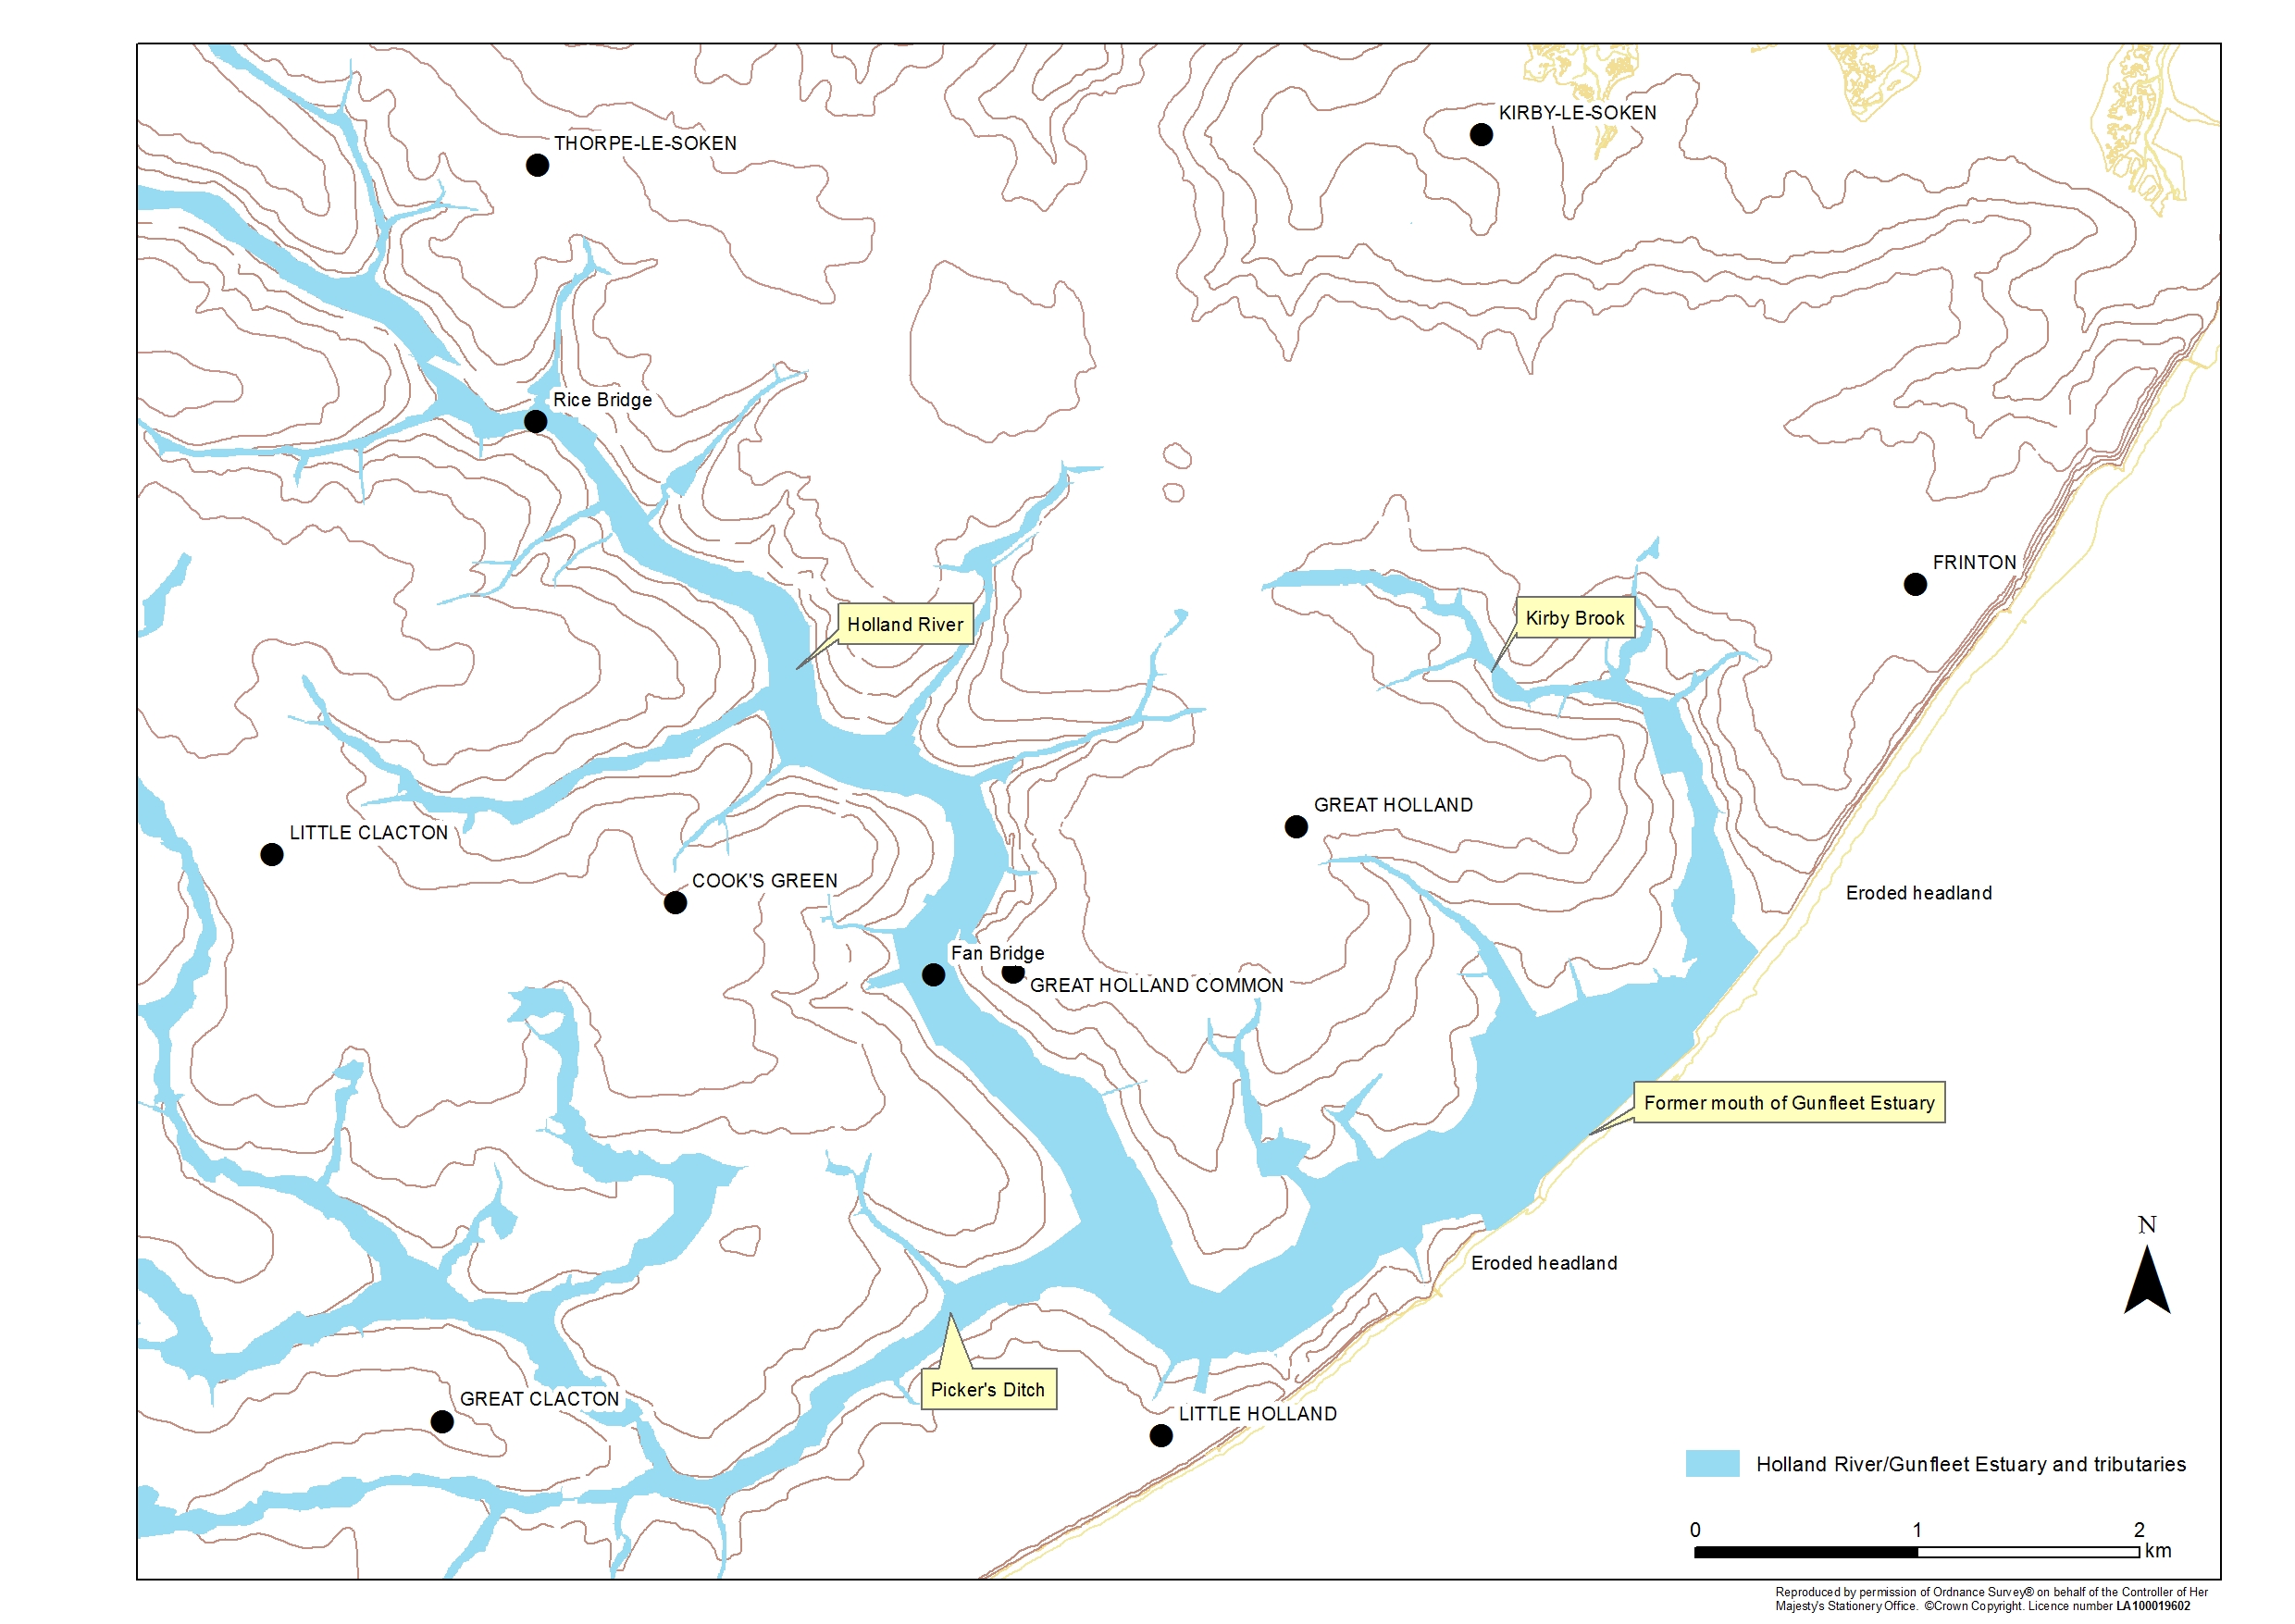 KIRBY-LE-SOKEN
THORPE-LE-SOKEN
Rice Bridge
FRINTON
Holland River
Kirby Brook
GREAT HOLLAND
LITTLE CLACTON
COOK'S GREEN
Eroded headland
Fan Bridge
GREAT HOLLAND COMMON
Former mouth of Gunfleet Estuary
N
Eroded headland
Picker's Ditch
GREAT CLACTON
LITTLE HOLLAND
Holland River/Gunfleet Estuary and tributaries
0 1 2
km
Reproduced by permission of Ordnance Survey® on behalf of the Controller of Her
Majesty's Stationery Office. ©Crown Copyright. Licence number LA100019602